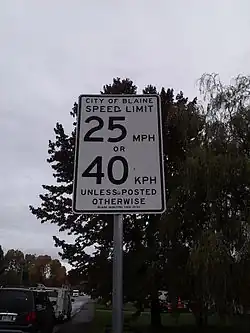 CITY OF BLAINE
SPEED LIMIT
25 MPH
OR
40 KPH
UNLESS POSTED
OTHERWISE